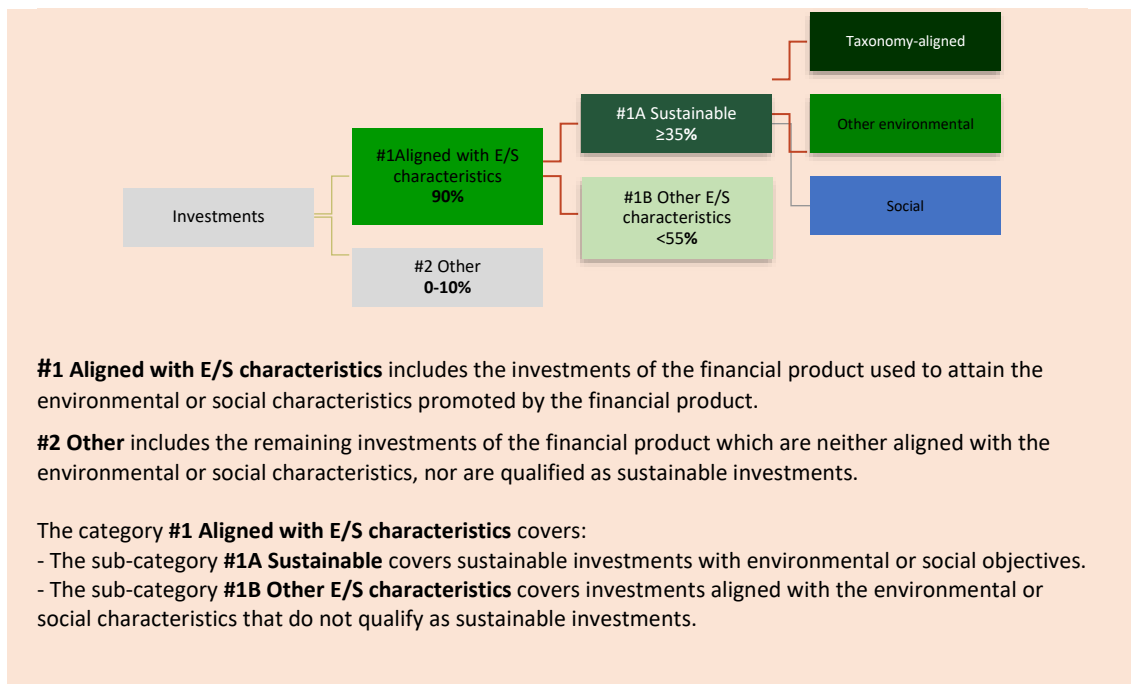 Taxonomy-aligned
#1A Sustainable
≥35%
Other environmental
#1Aligned with E/S
characteristics
90%
#1B Other E/S
characteristics
<55%
Social
Investments
#2 Other
0-10%
#1 Aligned with E/S characteristics includes the investments of the financial product used to attain the
environmental or social characteristics promoted by the financial product.
#2 Other includes the remaining investments of the financial product which are neither aligned with the
environmental or social characteristics, nor are qualified as sustainable investments.
The category #1 Aligned with E/S characteristics covers:
- The sub-category #1A Sustainable covers sustainable investments with environmental or social objectives.
- The sub-category #1B Other E/S characteristics covers investments aligned with the environmental or
social characteristics that do not qualify as sustainable investments.